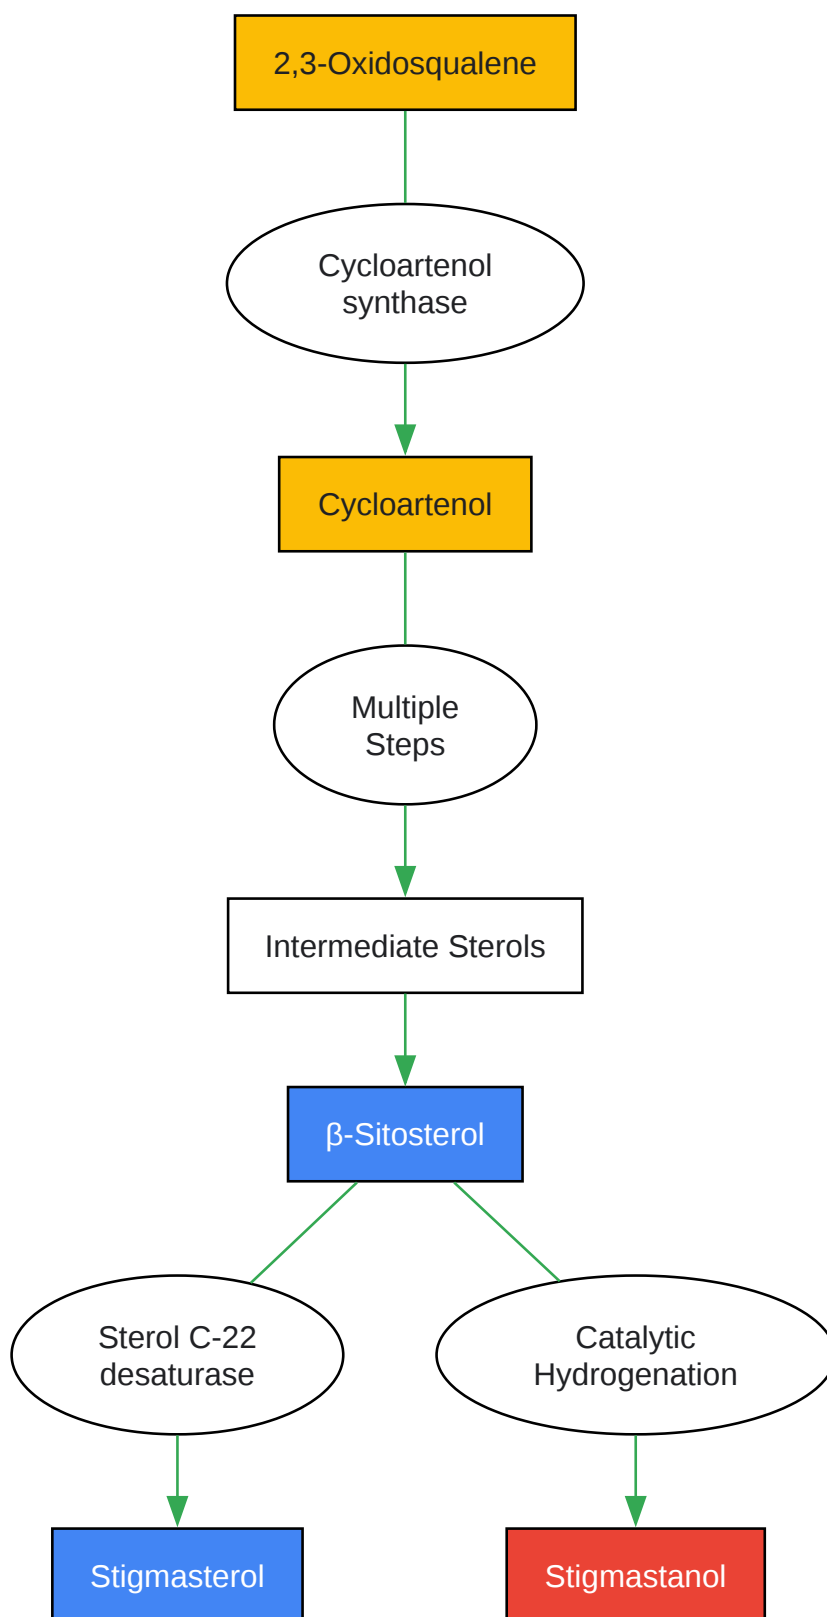 2,3-Oxidosqualene
Cycloartenol
synthase
Cycloartenol
Multiple
Steps
Intermediate Sterols
β-Sitosterol
Sterol C-22
desaturase
Catalytic
Hydrogenation
Stigmasterol
Stigmastanol